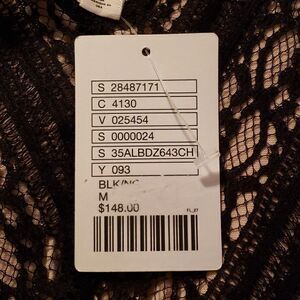 S 28487171
C 4130
V 025454
S 0000024
S 35ALBDZ643CH
Y 093
BLK/NC
M
$148.00